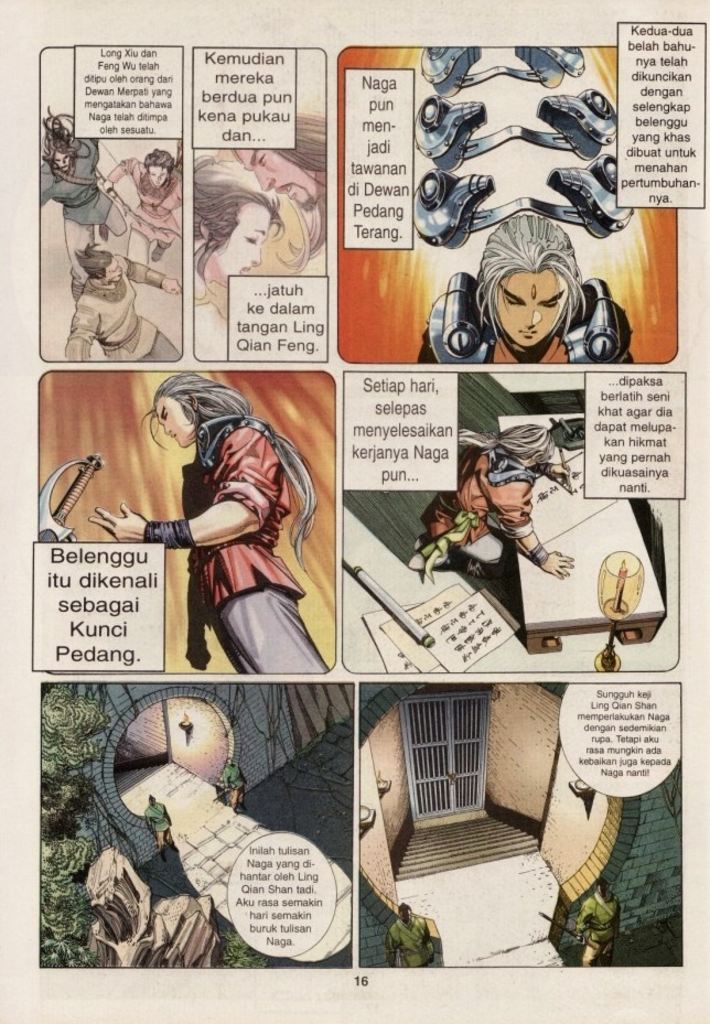 Long Xiu dan
Feng Wu telah
ditipu oleh orang dari
Dewan Merpati yang
mengatakan bahawa
Naga telah ditimpa
oleh sesuatu.
Kemudian
mereka
berdua pun
kena pukau
dan...
...jatuh
ke dalam
tangan Ling
Qian Feng.
Naga
pun
men-
jadi
tawanan
di Dewan
Pedang
Terang.
Kedua-dua
belah bahu-
nya telah
dikuncikan
dengan
selengkap
belenggu
yang khas
dibuat untuk
menahan
pertumbuhan-
nya.
Belenggu
itu dikenali
sebagai
Kunci
Pedang.
Setiap hari,
selepas
menyelesaikan
kerjanya Naga
pun...
...dipaksa
berlatih seni
khat agar dia
dapat melupa-
kan hikmat
yang pernah
dikuasainya
nanti.
Inilah tulisan
Naga yang di-
hantar oleh Ling
Qian Shan tadi.
Aku rasa semakin
hari semakin
buruk tulisan
Naga.
Sungguh keji
Ling Qian Shan
memperlakukan Naga
dengan sedemikian
rupa. Tetapi aku
rasa mungkin ada
kebaikan juga kepada
Naga nanti!
16